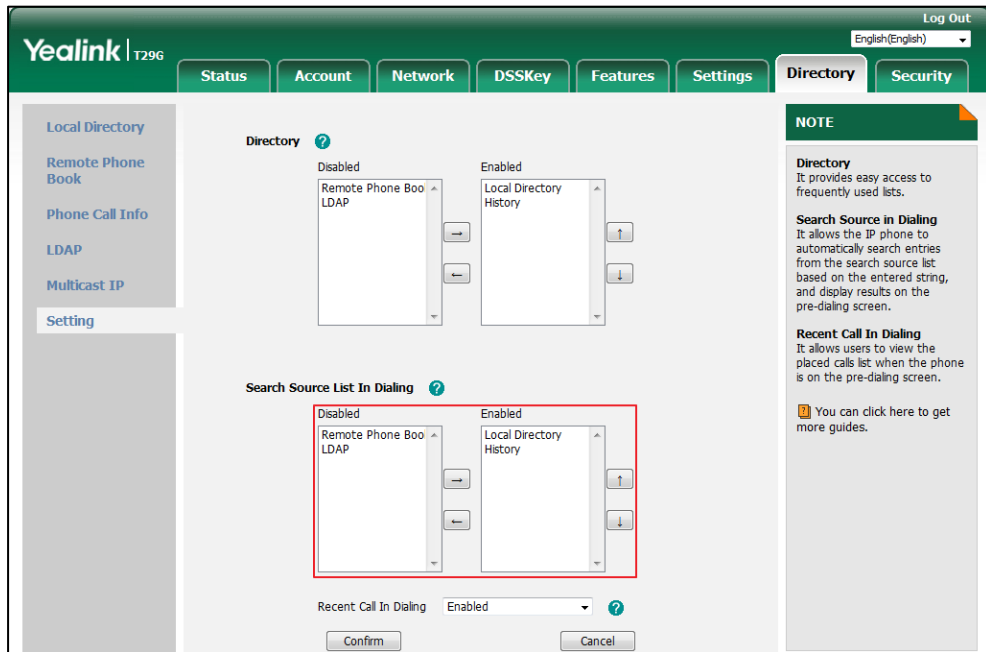 Log Out
Yealink T29G
English(English)
Status
Account
Network
DSSKey
Features
Settings
Directory
Security
Local Directory
Remote Phone
Book
Phone Call Info
LDAP
Multicast IP
Setting
Directory ?
Disabled
Enabled
Remote Phone Boo
LDAP
Local Directory
History
→
←
↑
↓
Search Source List In Dialing ?
Disabled
Enabled
Remote Phone Boo
LDAP
Local Directory
History
→
←
↑
↓
Recent Call In Dialing Enabled ?
Confirm
Cancel
NOTE
Directory
It provides easy access to
frequently used lists.
Search Source in Dialing
It allows the IP phone to
automatically search entries
from the search source list
based on the entered string,
and display results on the
pre-dialing screen.
Recent Call In Dialing
It allows users to view the
placed calls list when the phone
is on the pre-dialing screen.
? You can click here to get
more guides.